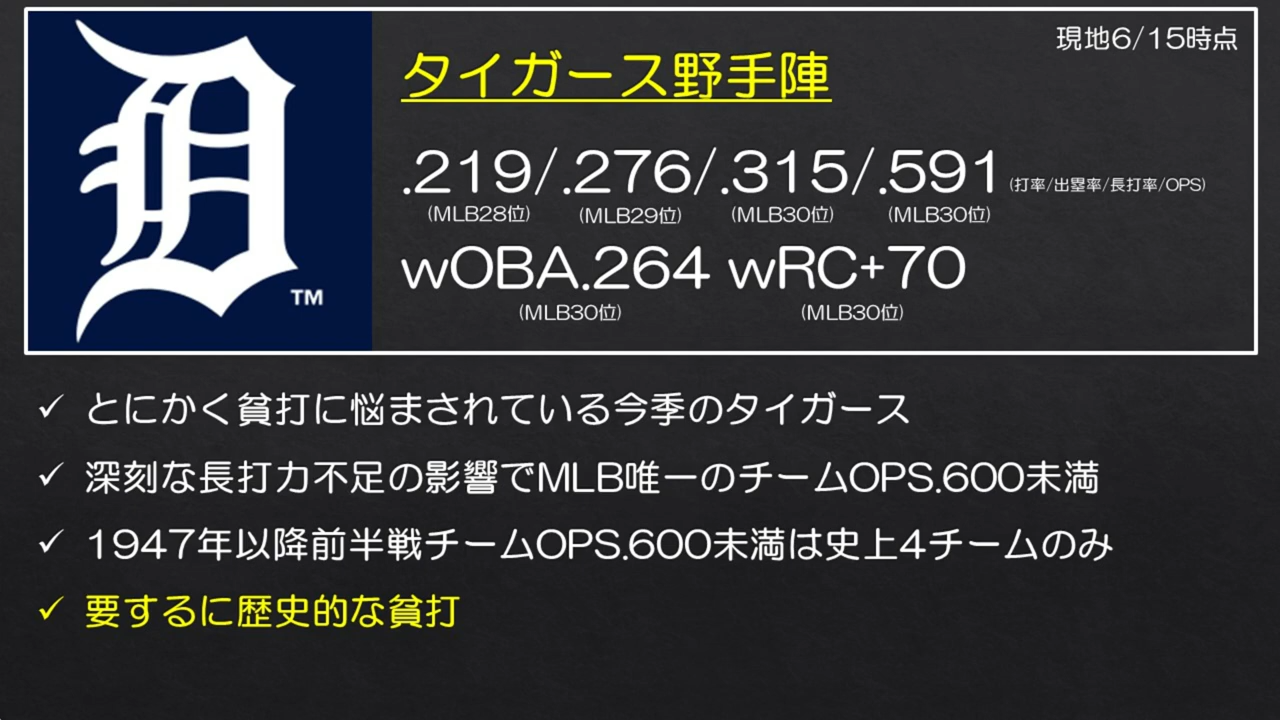 現地6/15時点
タイガース野手陣
.219/.276/.315/.591 (打率/出塁率/長打率/OPS)
(MLB28位) (MLB29位) (MLB30位) (MLB30位)
wOBA.264 wRC+70
(MLB30位) (MLB30位)
TM
✓ とにかく貧打に悩まされている今季のタイガース
✓ 深刻な長打力不足の影響でMLB唯一のチームOPS.600未満
✓ 1947年以降前半戦チームOPS.600未満は史上4チームのみ
✓ 要するに歴史的な貧打